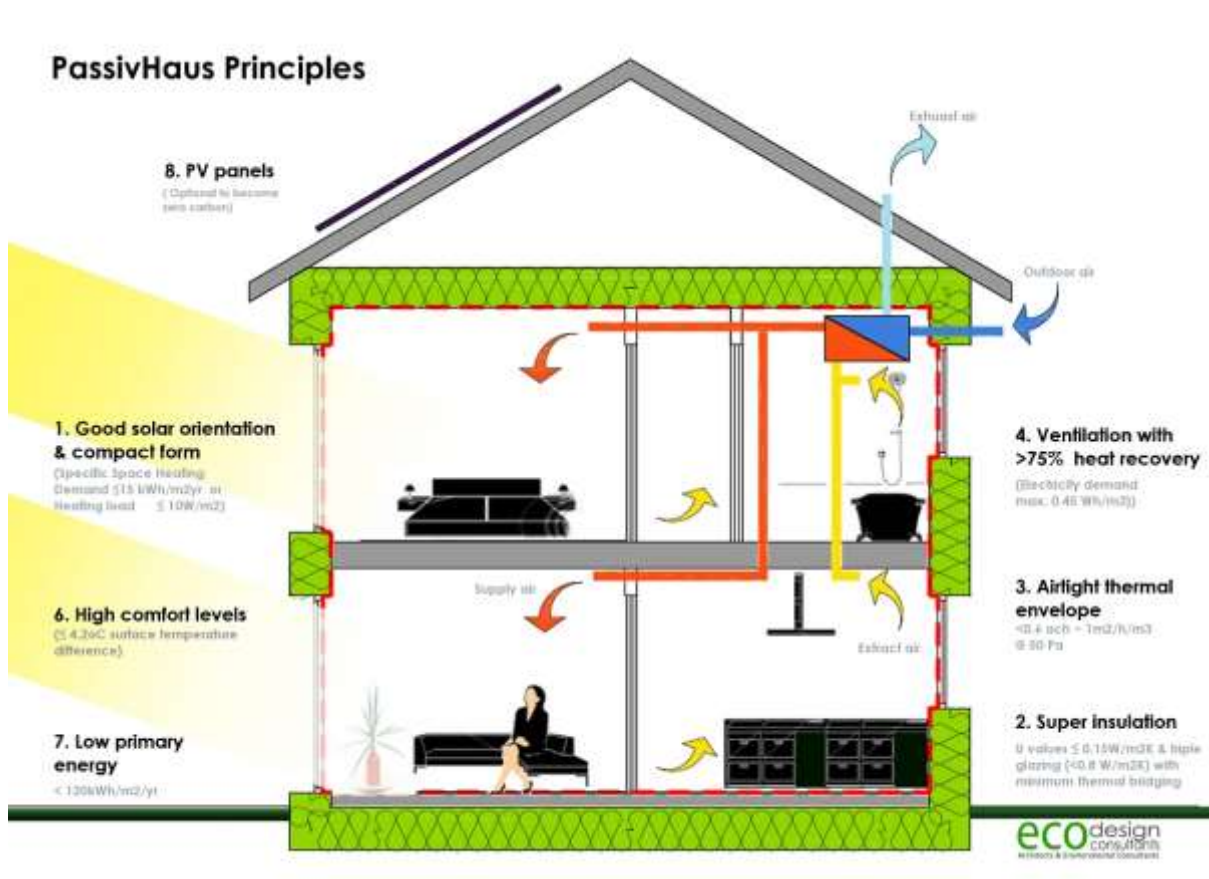 PassivHaus Principles
Exhuast air
8. PV panels
( Optional to become
zero carbon)
Outdoor air
1. Good solar orientation
& compact form
(Specific Space Heating
Demand ≤15 kWh/m2yr or
Heating load ≤ 10W/m2)
4. Ventilation with
>75% heat recovery
(Electricity demand
max. 0.45 Wh/m3))
Supply air
3. Airtight thermal
envelope
<0.6 ach ~ 1m2/h/m3
@ 50 Pa
6. High comfort levels
(≤ 4.2oC surface temperature
difference)
Extract air
2. Super insulation
U values ≤ 0.15W/m2K & triple
glazing (<0.8 W/m2K) with
minimum thermal bridging
7. Low primary
energy
< 120kWh/m2/yr
eco design
consultants
Architects & Environmental Consultants